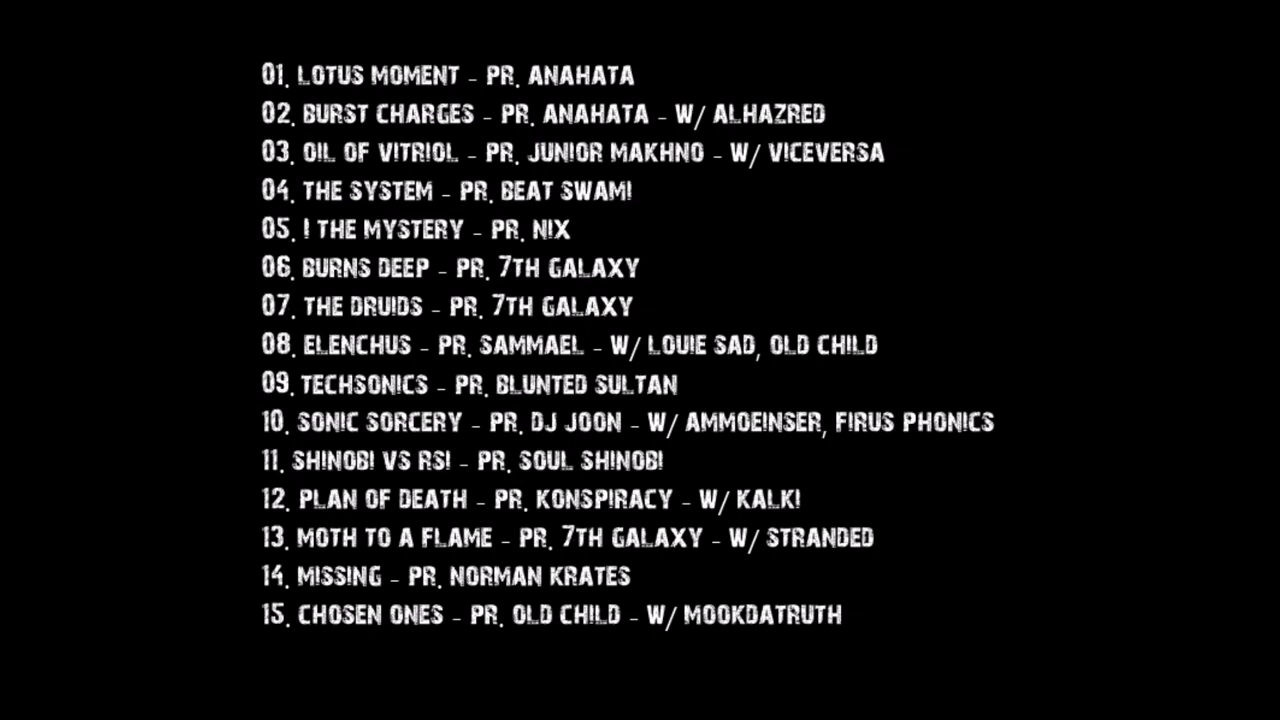 01. LOTUS MOMENT - PR. ANAHATA
02. BURST CHARGES - PR. ANAHATA - W/ ALHAZRED
03. OIL OF VITRIOL - PR. JUNIOR MAKHNO - W/ VICEVERSA
04. THE SYSTEM - PR. BEAT SWAMI
05. I THE MYSTERY - PR. NIX
06. BURNS DEEP - PR. 7TH GALAXY
07. THE DRUIDS - PR. 7TH GALAXY
08. ELENCHUS - PR. SAMMAEL - W/ LOUIE SAD, OLD CHILD
09. TECHSONICS - PR. BLUNTED SULTAN
10. SONIC SORCERY - PR. DJ JOON - W/ AMMOEINSER, FIRUS PHONICS
11. SHINOBI VS RSI - PR. SOUL SHINOBI
12. PLAN OF DEATH - PR. KONSPIRACY - W/ KALKI
13. MOTH TO A FLAME - PR. 7TH GALAXY - W/ STRANDED
14. MISSING - PR. NORMAN KRATES
15. CHOSEN ONES - PR. OLD CHILD - W/ MOOKDATRUTH